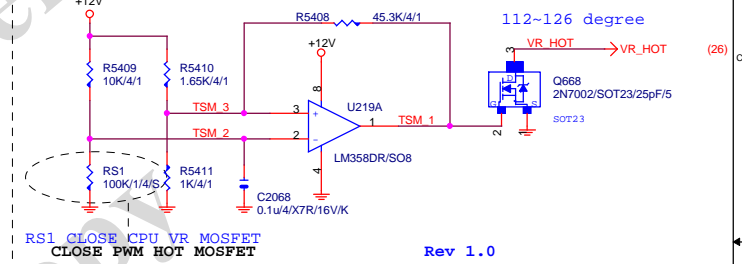 +12V
R5408
45.3K/4/1
112~126 degree
+12V
VR_HOT
VR_HOT
(26)
3
R5409
10K/4/1
R5410
1.65K/4/1
D
Q668
2N7002/SOT23/25pF/5
8
U219A
G
S
SOT23
TSM_3
3
+
1
TSM_1
2
1
TSM_2
2
-
LM358DR/SO8
4
RS1
100K/1/4/S
R5411
1K/4/1
C2068
0.1u/4/X7R/16V/K
RS1 CLOSE CPU VR MOSFET
CLOSE PWM HOT MOSFET
Rev 1.0